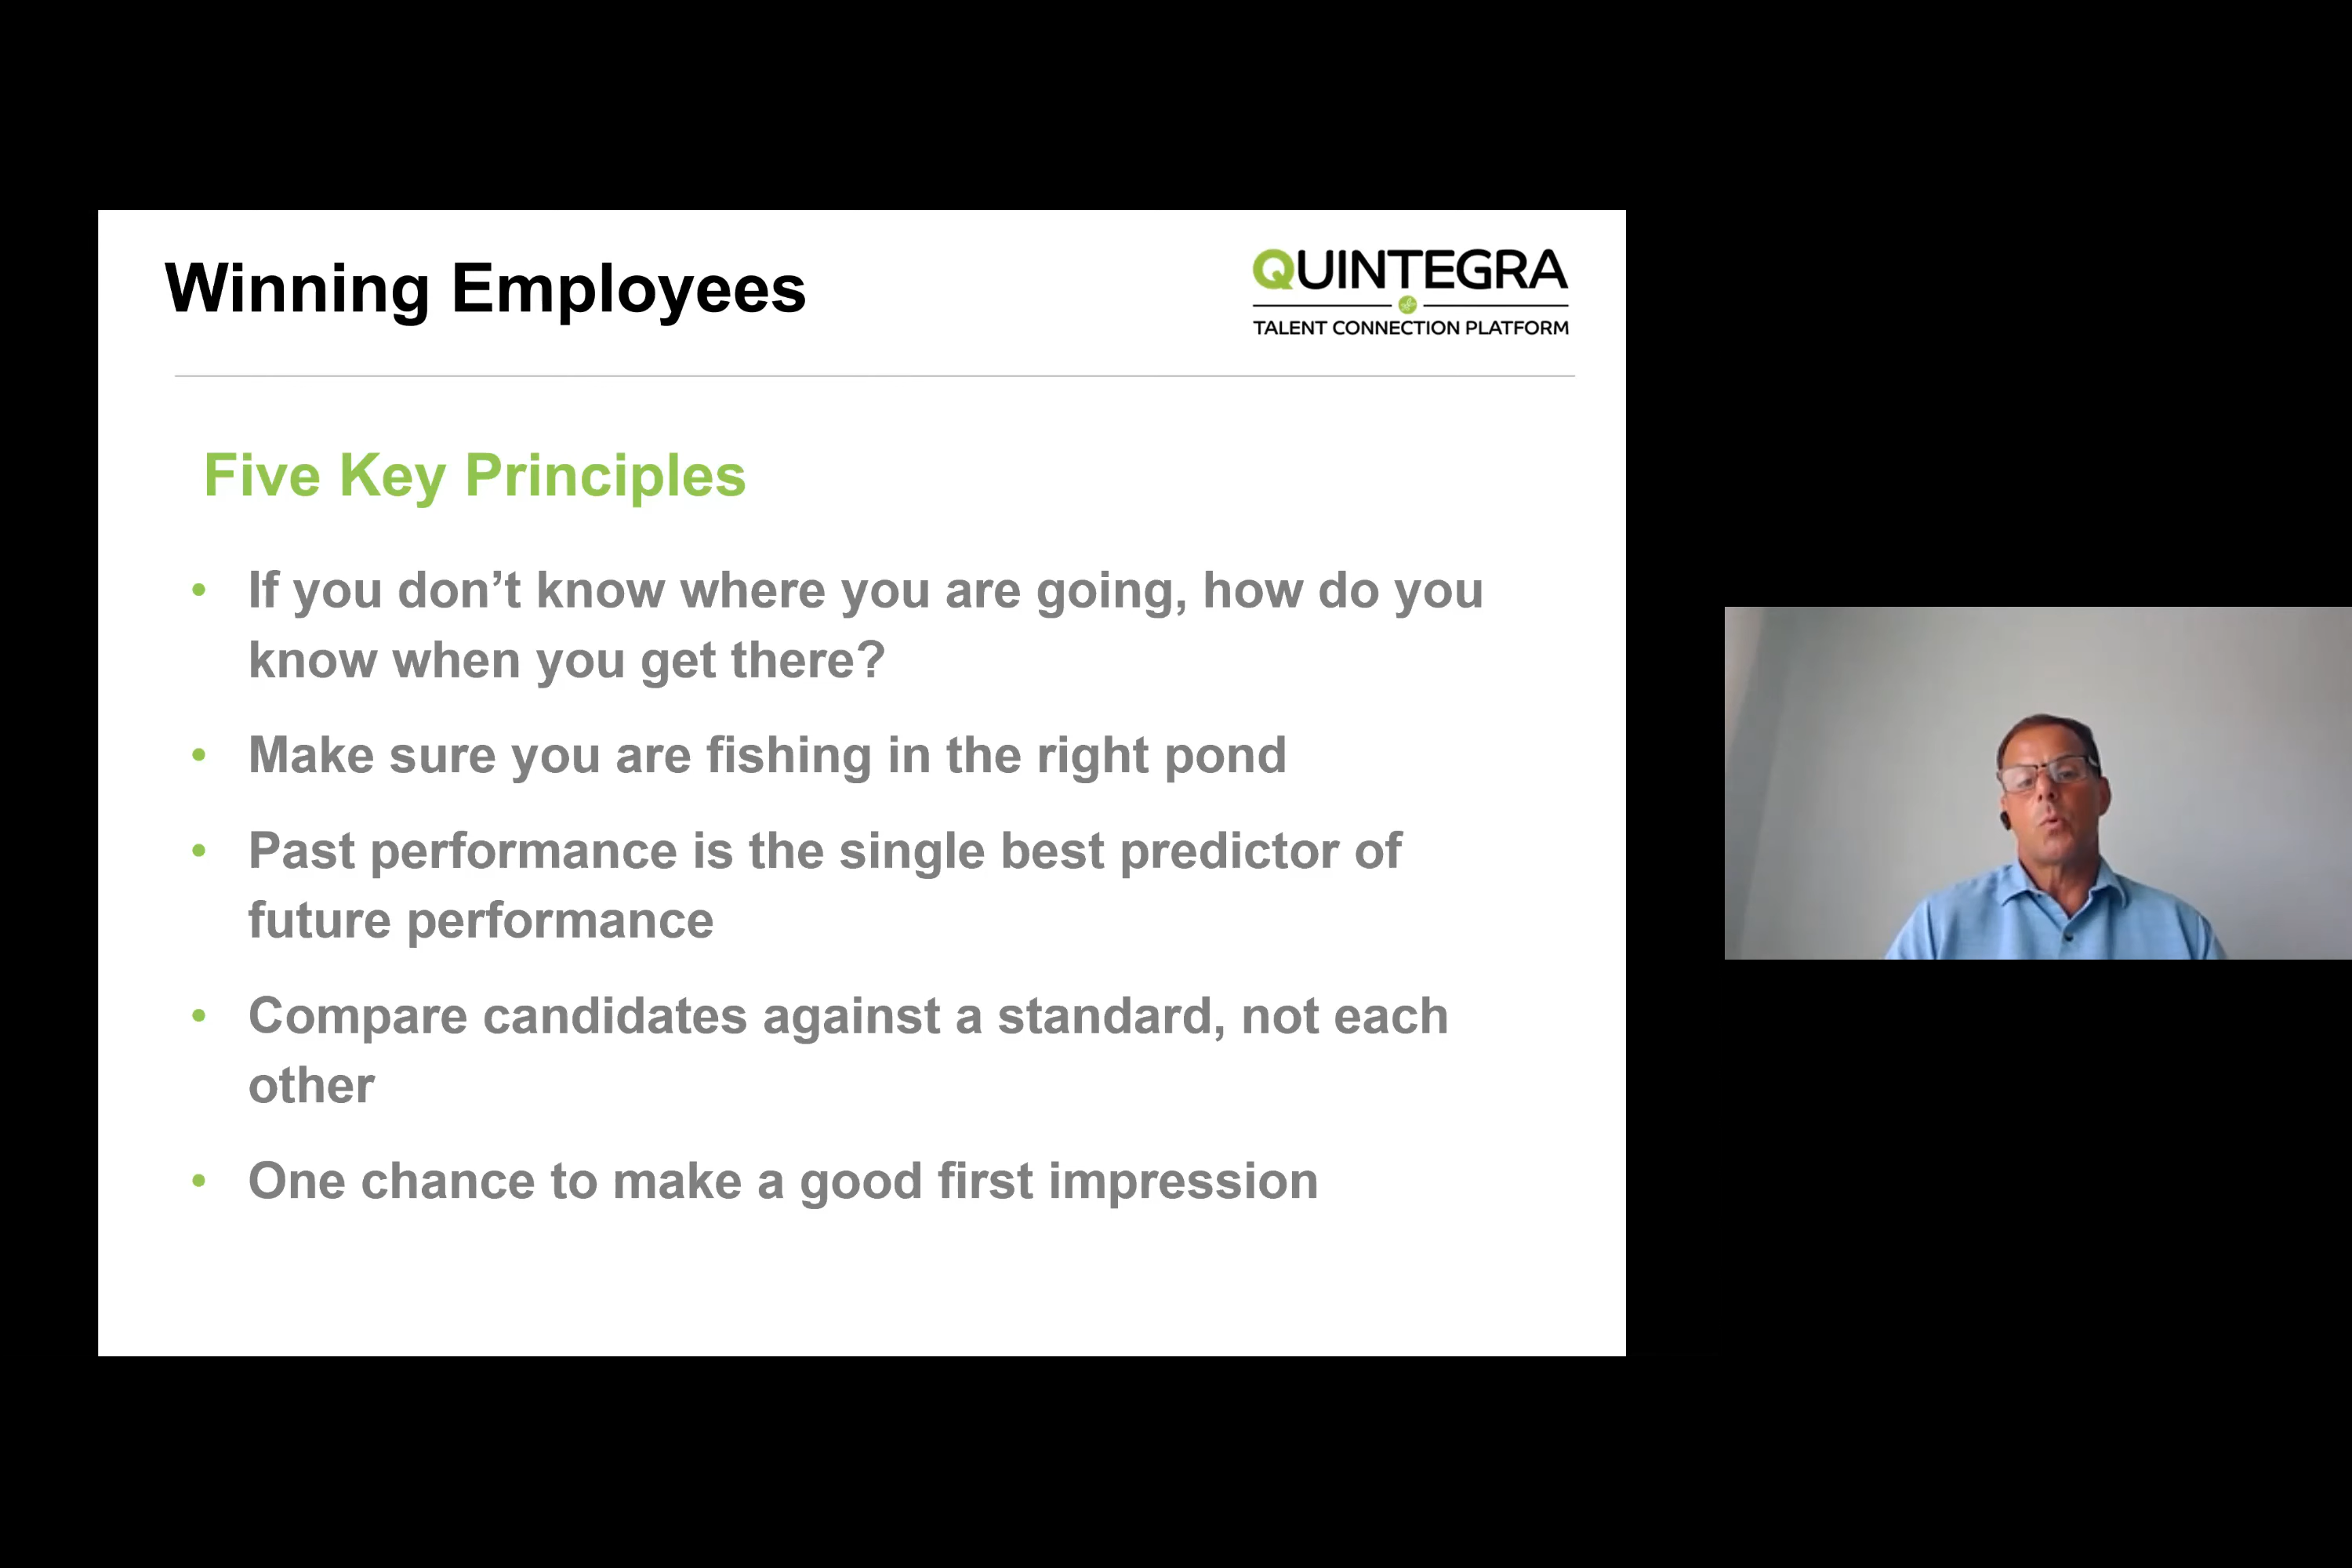 Winning Employees
QUINTEGRA
TALENT CONNECTION PLATFORM
Five Key Principles
• If you don’t know where you are going, how do you
know when you get there?
• Make sure you are fishing in the right pond
• Past performance is the single best predictor of
future performance
• Compare candidates against a standard, not each
other
• One chance to make a good first impression